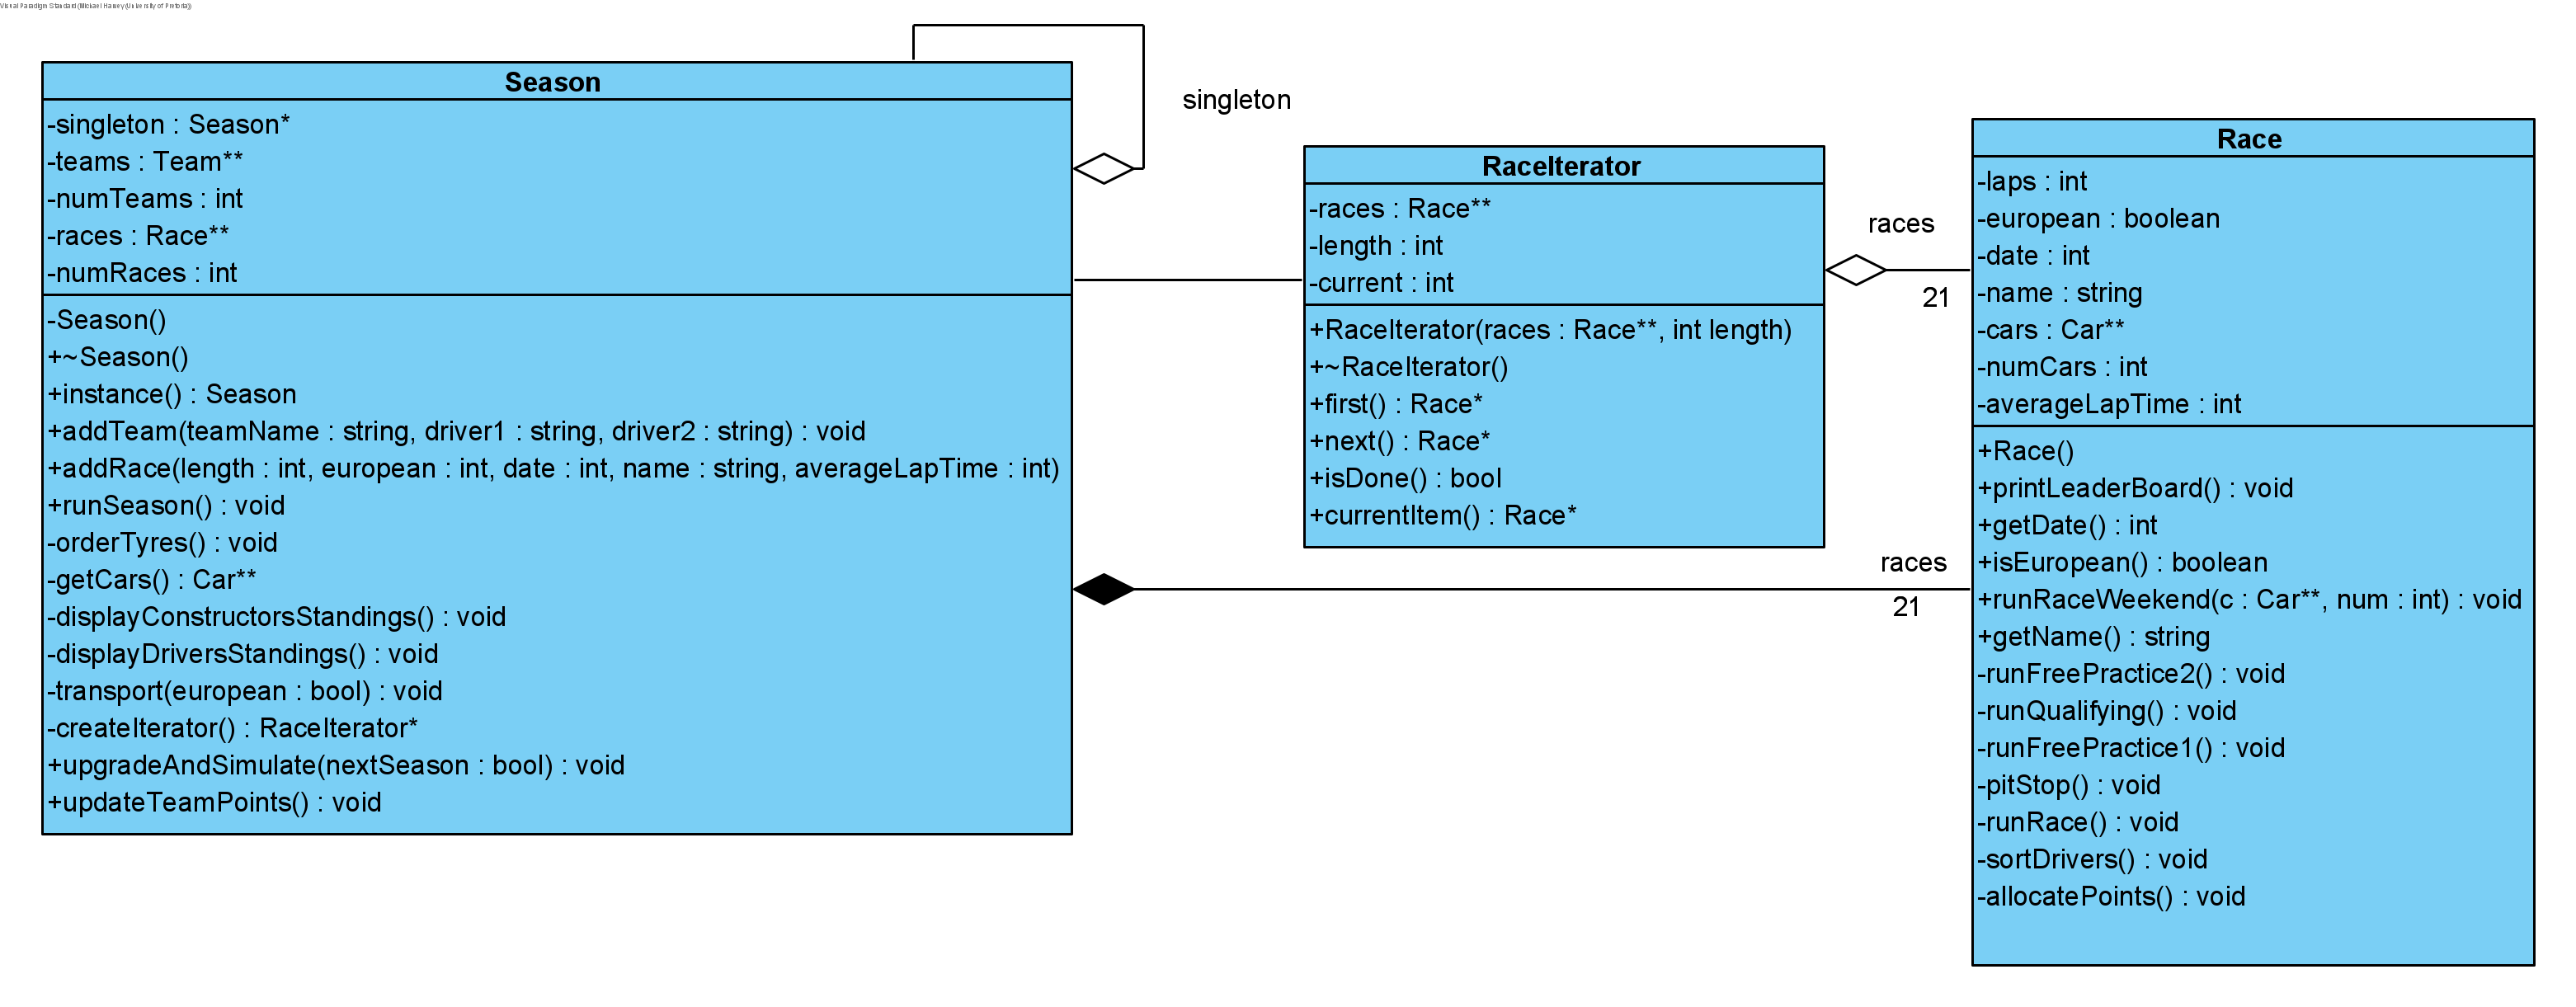 Visual Paradigm Standard (Mickael Harvey (University of Pretoria))
Season
-singleton : Season*
-teams : Team**
-numTeams : int
-races : Race**
-numRaces : int
-Season()
+~Season()
+instance() : Season
+addTeam(teamName : string, driver1 : string, driver2 : string) : void
+addRace(length : int, european : int, date : int, name : string, averageLapTime : int)
+runSeason() : void
-orderTyres() : void
-getCars() : Car**
-displayConstructorsStandings() : void
-displayDriversStandings() : void
-transport(european : bool) : void
-createIterator() : RaceIterator*
+upgradeAndSimulate(nextSeason : bool) : void
+updateTeamPoints() : void
singleton
RaceIterator
-races : Race**
-length : int
-current : int
+RaceIterator(races : Race**, int length)
+~RaceIterator()
+first() : Race*
+next() : Race*
+isDone() : bool
+currentItem() : Race*
races
21
races
21
Race
-laps : int
-european : boolean
-date : int
-name : string
-cars : Car**
-numCars : int
-averageLapTime : int
+Race()
+printLeaderBoard() : void
+getDate() : int
+isEuropean() : boolean
+runRaceWeekend(c : Car**, num : int) : void
+getName() : string
-runFreePractice2() : void
-runQualifying() : void
-runFreePractice1() : void
-pitStop() : void
-runRace() : void
-sortDrivers() : void
-allocatePoints() : void